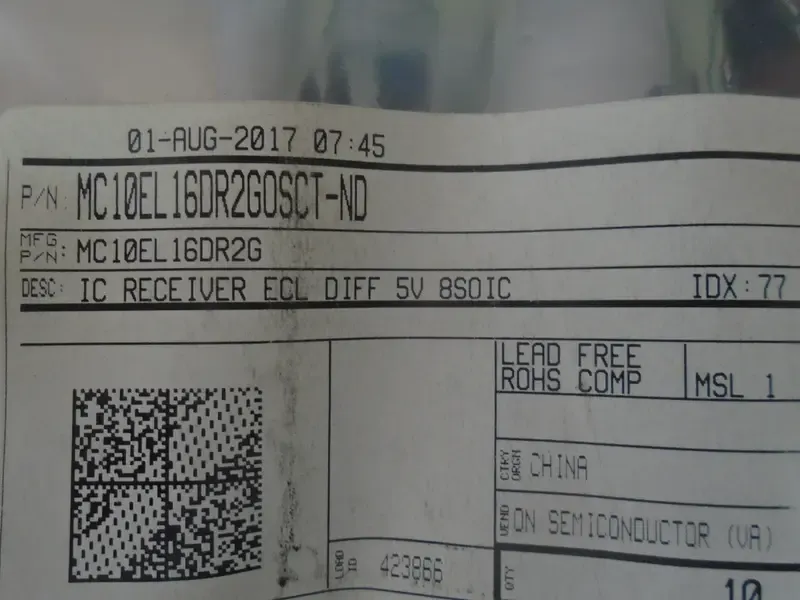 01-AUG-2017 07:45
P/N: MC10EL16DR2GOSCT-ND
MFG P/N: MC10EL16DR2G
DESC: IC RECEIVER ECL DIFF 5V 8SOIC IDX:77
LEAD FREE
ROHS COMP
MSL 1
CTRY ORGN CHINA
VEND ON SEMICONDUCTOR (VA)
LOAD ID 423866
QTY 10